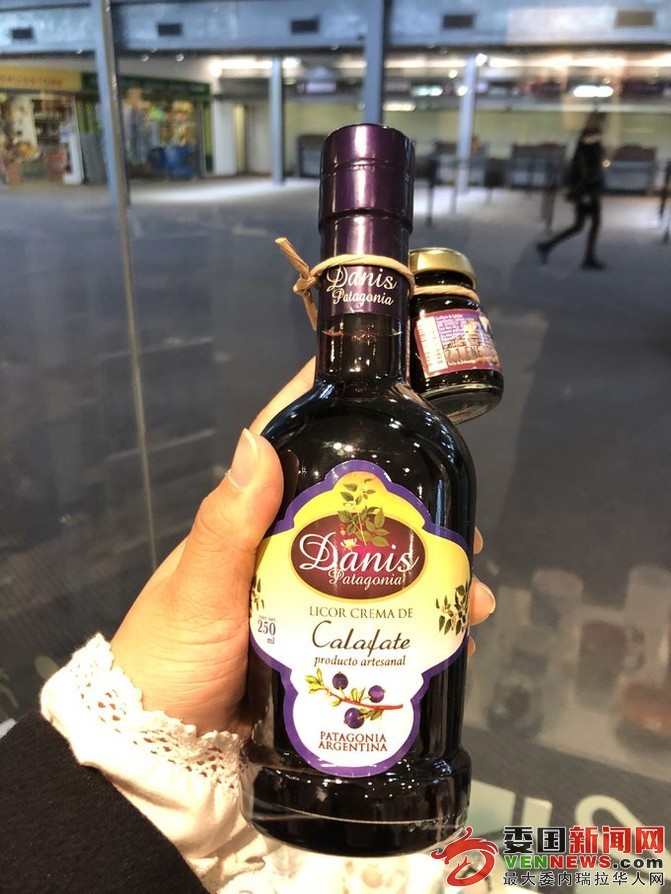 Danis
Patagonia
Danis
Patagonia
LICOR CREMA DE
250
ml
Calafate
producto artesanal
PATAGONIA
ARGENTINA
委国新闻网
VENNEWS.com
最大委内瑞拉华人网